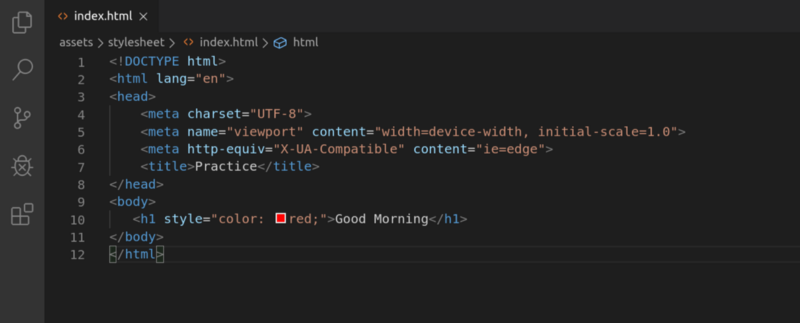 index.html
assets > stylesheet > index.html > html
1 <!DOCTYPE html>
2 <html lang="en">
3 <head>
4     <meta charset="UTF-8">
5     <meta name="viewport" content="width=device-width, initial-scale=1.0">
6     <meta http-equiv="X-UA-Compatible" content="ie=edge">
7     <title>Practice</title>
8 </head>
9 <body>
10    <h1 style="color: red;">Good Morning</h1>
11 </body>
12 </html>